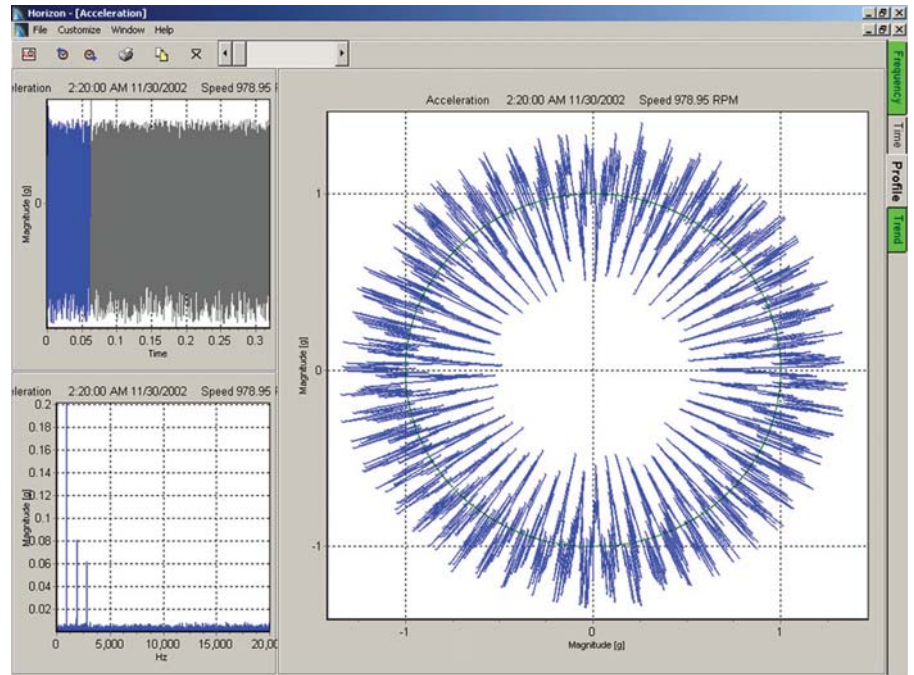 Horizon - [Acceleration]
File Customize Window Help
leration 2:20:00 AM 11/30/2002 Speed 978.95
Magnitude [g]
0
0 0.05 0.1 0.15 0.2 0.25 0.3
Time
leration 2:20:00 AM 11/30/2002 Speed 978.95
Magnitude [g]
0.2
0.18
0.16
0.14
0.12
0.1
0.08
0.06
0.04
0.02
0 5,000 10,000 15,000 20,00
Hz
Acceleration 2:20:00 AM 11/30/2002 Speed 978.95 RPM
Magnitude [g]
1
0
-1
-1 0 1
Magnitude [g]
Frequency
Time
Profile
Trend